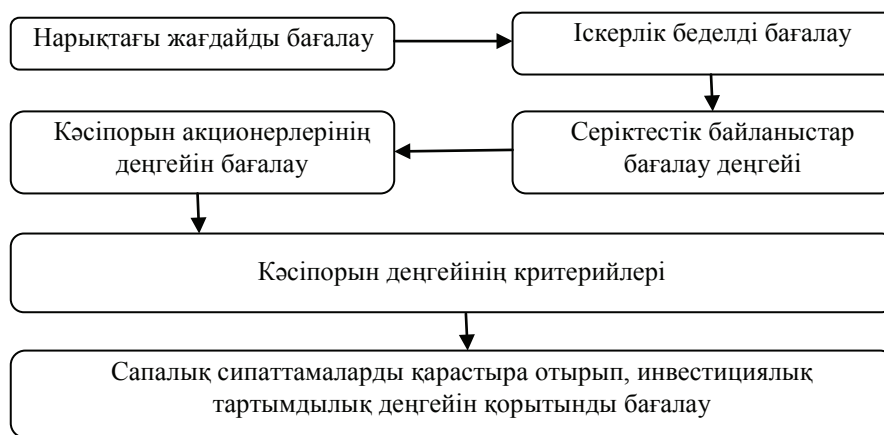 Нарықтағы жағдайды бағалау
Іскерлік беделді бағалау
Серіктестік байланыстар
бағалау деңгейі
Кәсіпорын акционерлерінің
деңгейін бағалау
Кәсіпорын деңгейінің критерийлері
Сапалық сипаттамаларды қарастыра отырып, инвестициялық
тартымдылық деңгейін қорытынды бағалау